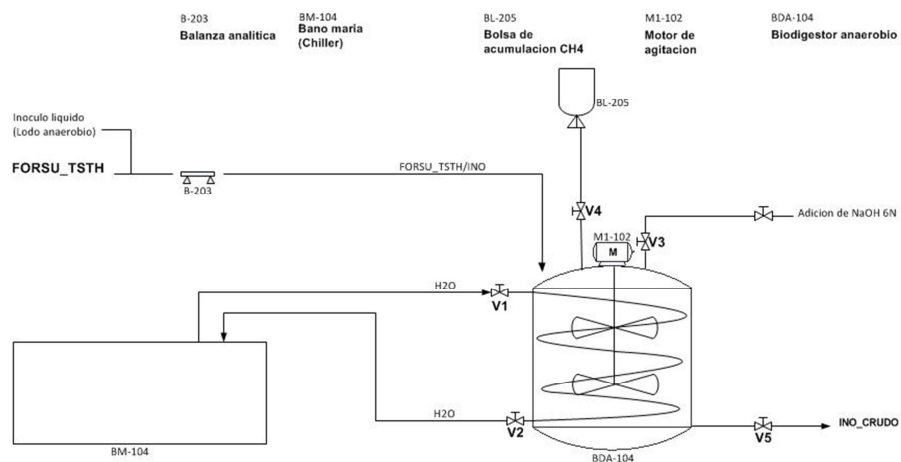 B-203
Balanza analitica
BM-104
Bano maria
(Chiller)
BL-205
Bolsa de
acumulacion CH4
M1-102
Motor de
agitacion
BDA-104
Biodigestor anaerobio
BL-205
Inoculo liquido
(Lodo anaerobio)
FORSU_TSTH
B-203
FORSU_TSTH/INO
V4
Adicion de NaOH 6N
M1-102
M
V3
H2O
V1
H2O
V2
V5
INO_CRUDO
BM-104
BDA-104